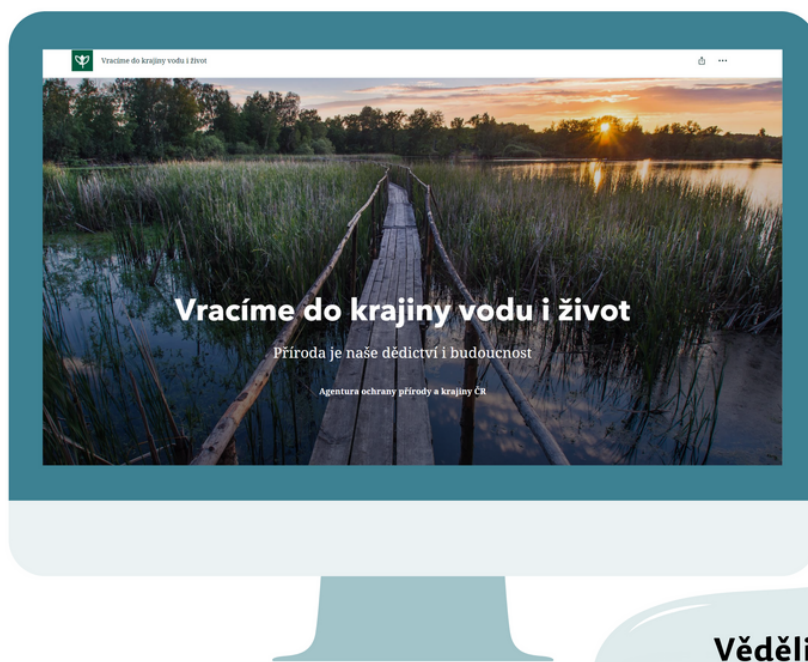 Vracíme do krajiny vodu i život
Vracíme do krajiny vodu i život
Příroda je naše dědictví i budoucnost
Agentura ochrany přírody a krajiny ČR
Věděli